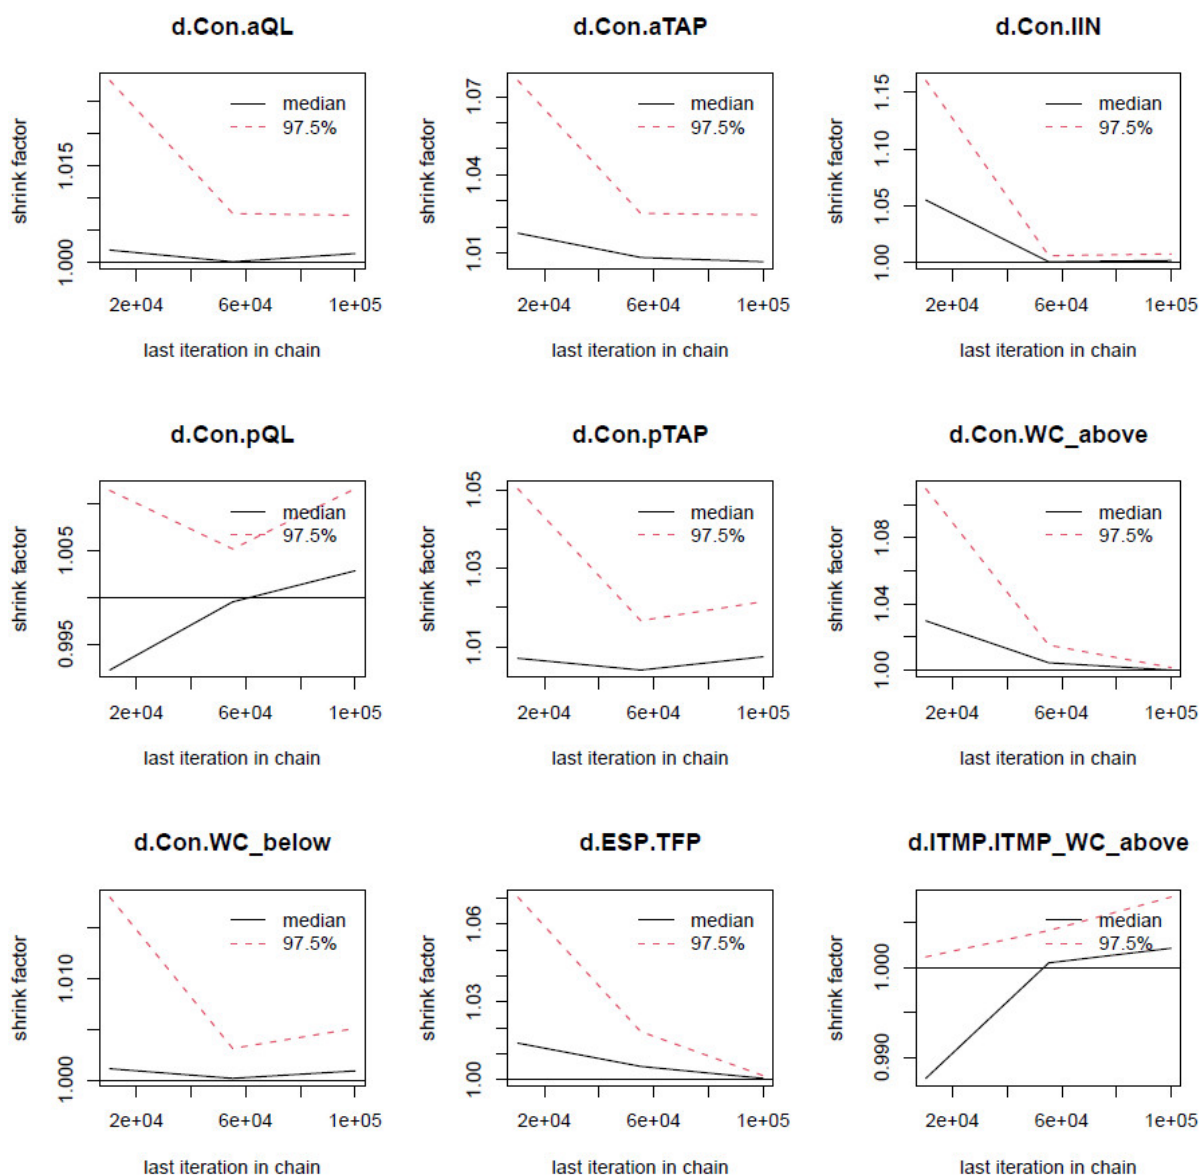 d.Con.aQL
shrink factor
1.000
1.015
median
97.5%
2e+04 6e+04 1e+05
last iteration in chain
d.Con.aTAP
shrink factor
1.01
1.04
1.07
median
97.5%
2e+04 6e+04 1e+05
last iteration in chain
d.Con.IIN
shrink factor
1.00
1.05
1.10
1.15
median
97.5%
2e+04 6e+04 1e+05
last iteration in chain
d.Con.pQL
shrink factor
0.995
1.005
median
97.5%
2e+04 6e+04 1e+05
last iteration in chain
d.Con.pTAP
shrink factor
1.01
1.03
1.05
median
97.5%
2e+04 6e+04 1e+05
last iteration in chain
d.Con.WC_above
shrink factor
1.00
1.04
1.08
median
97.5%
2e+04 6e+04 1e+05
last iteration in chain
d.Con.WC_below
shrink factor
1.000
1.010
median
97.5%
2e+04 6e+04 1e+05
last iteration in chain
d.ESP.TFP
shrink factor
1.00
1.03
1.06
median
97.5%
2e+04 6e+04 1e+05
last iteration in chain
d.ITMP.ITMP_WC_above
shrink factor
0.990
1.000
median
97.5%
2e+04 6e+04 1e+05
last iteration in chain